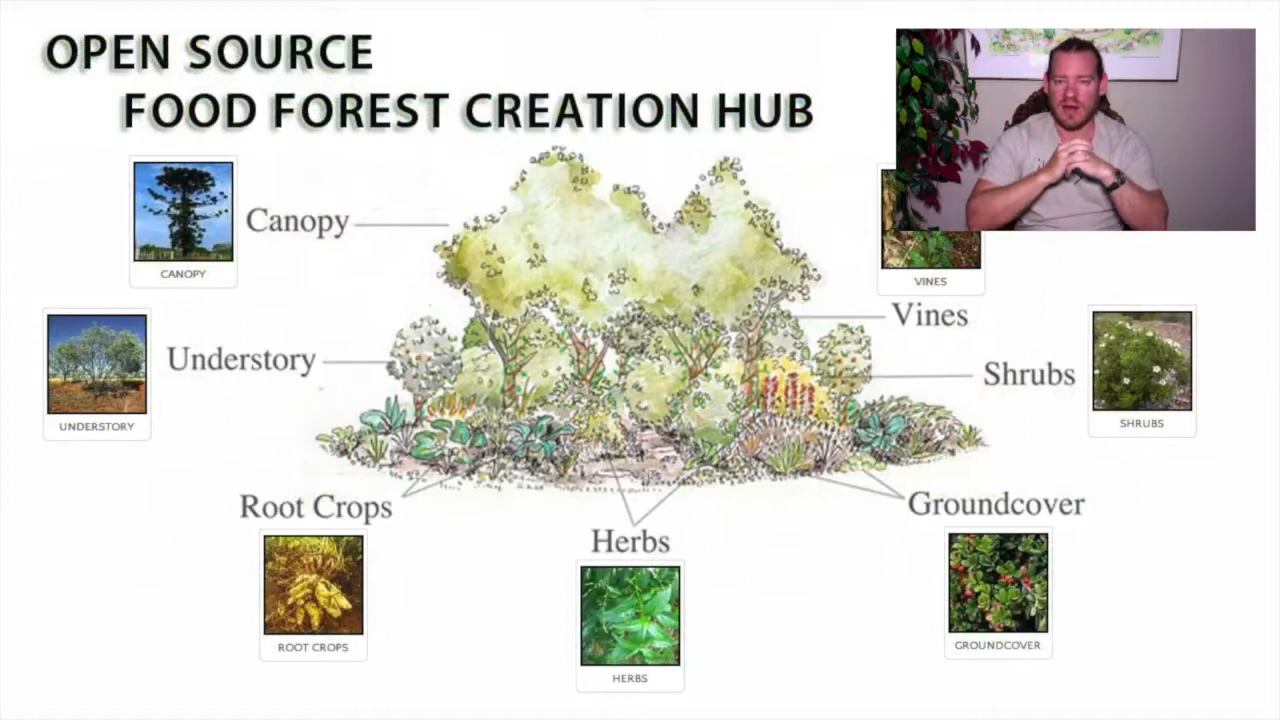 OPEN SOURCE
FOOD FOREST CREATION HUB
CANOPY
Canopy
VINES
Vines
UNDERSTORY
Understory
Shrubs
SHRUBS
Root Crops
Groundcover
Herbs
ROOT CROPS
GROUNDCOVER
HERBS